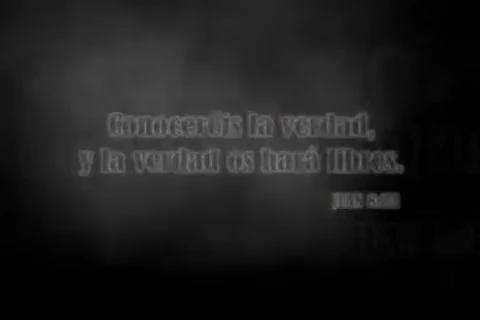 Conoceréis la verdad,
y la verdad os hará libres.
JUAN